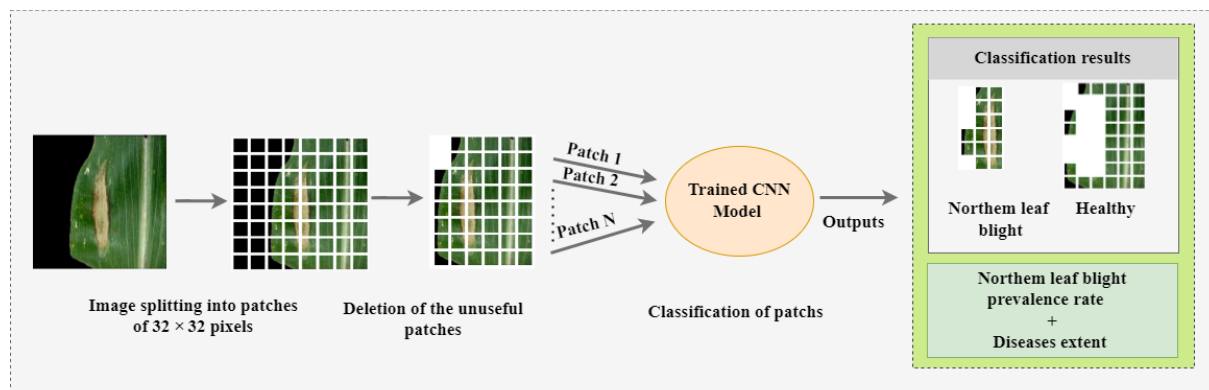 Image splitting into patches
of 32 × 32 pixels
Deletion of the unuseful
patches
Patch 1
Patch 2
Patch N
Trained CNN
Model
Classification of patchs
Outputs
Classification results
Northem leaf
blight
Healthy
Northem leaf blight
prevalence rate
+
Diseases extent